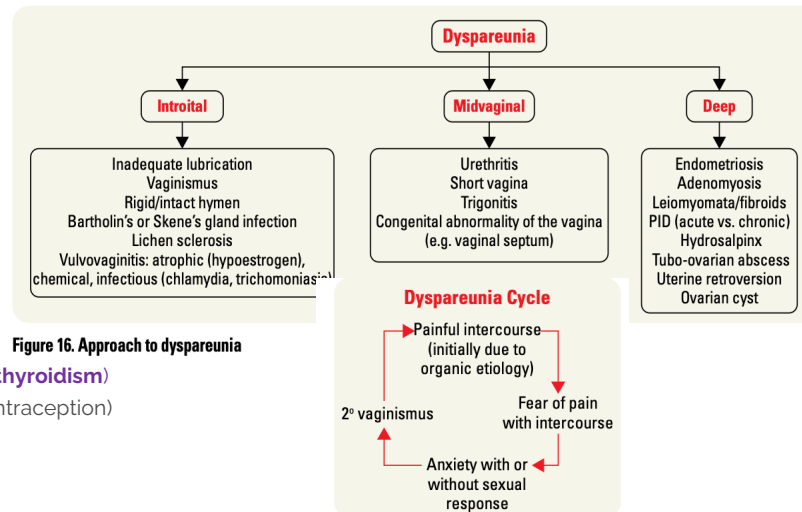 Dyspareunia
Introital
Midvaginal
Deep
Inadequate lubrication
Vaginismus
Rigid/intact hymen
Bartholin's or Skene's gland infection
Lichen sclerosis
Vulvovaginitis: atrophic (hypoestrogen),
chemical, infectious (chlamydia, trichomoniasis)
Urethritis
Short vagina
Trigonitis
Congenital abnormality of the vagina
(e.g. vaginal septum)
Endometriosis
Adenomyosis
Leiomyomata/fibroids
PID (acute vs. chronic)
Hydrosalpinx
Tubo-ovarian abscess
Uterine retroversion
Ovarian cyst
Figure 16. Approach to dyspareunia
thyroidism)
ntraception)
Dyspareunia Cycle
Painful intercourse
(initially due to
organic etiology)
Fear of pain
with intercourse
Anxiety with or
without sexual
response
2º vaginismus